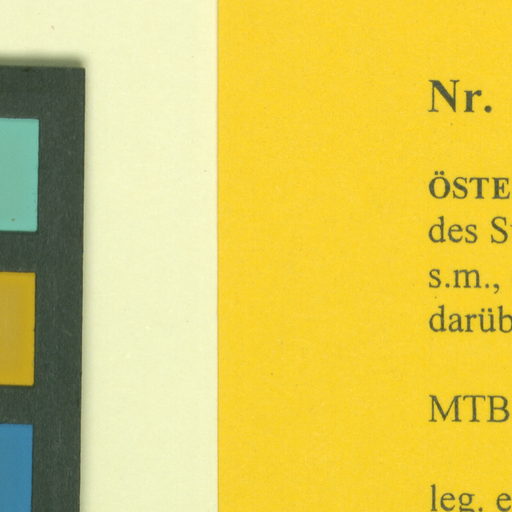 Nr.
ÖSTE
des S
s.m.,
darüb
MTB
leg. e